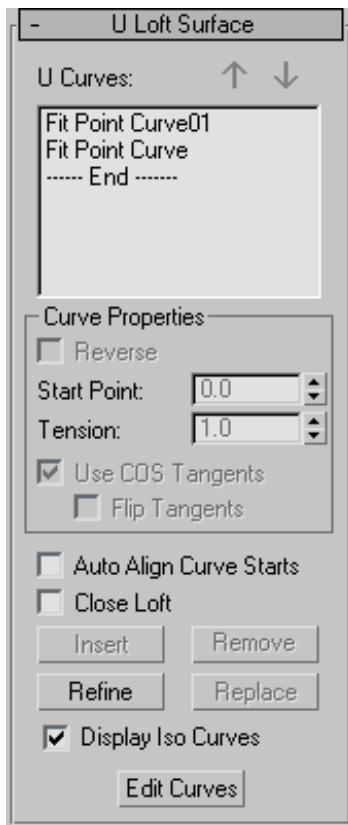 - U Loft Surface
U Curves:
Fit Point Curve01
Fit Point Curve
------ End -------
Curve Properties
Reverse
Start Point: 0.0
Tension: 1.0
Use COS Tangents
Flip Tangents
Auto Align Curve Starts
Close Loft
Insert Remove
Refine Replace
Display Iso Curves
Edit Curves